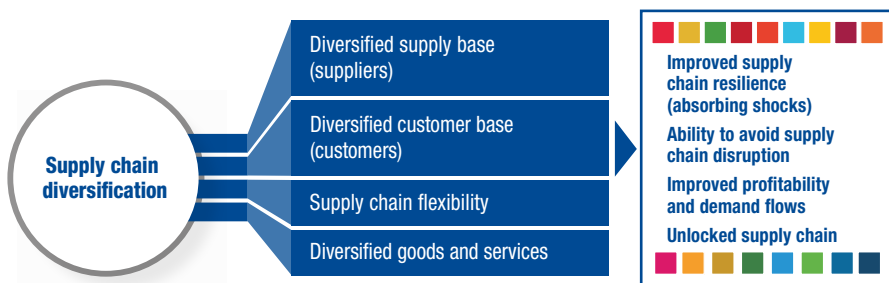 Supply chain
diversification
Diversified supply base
(suppliers)
Diversified customer base
(customers)
Supply chain flexibility
Diversified goods and services
Improved supply
chain resilience
(absorbing shocks)
Ability to avoid supply
chain disruption
Improved profitability
and demand flows
Unlocked supply chain